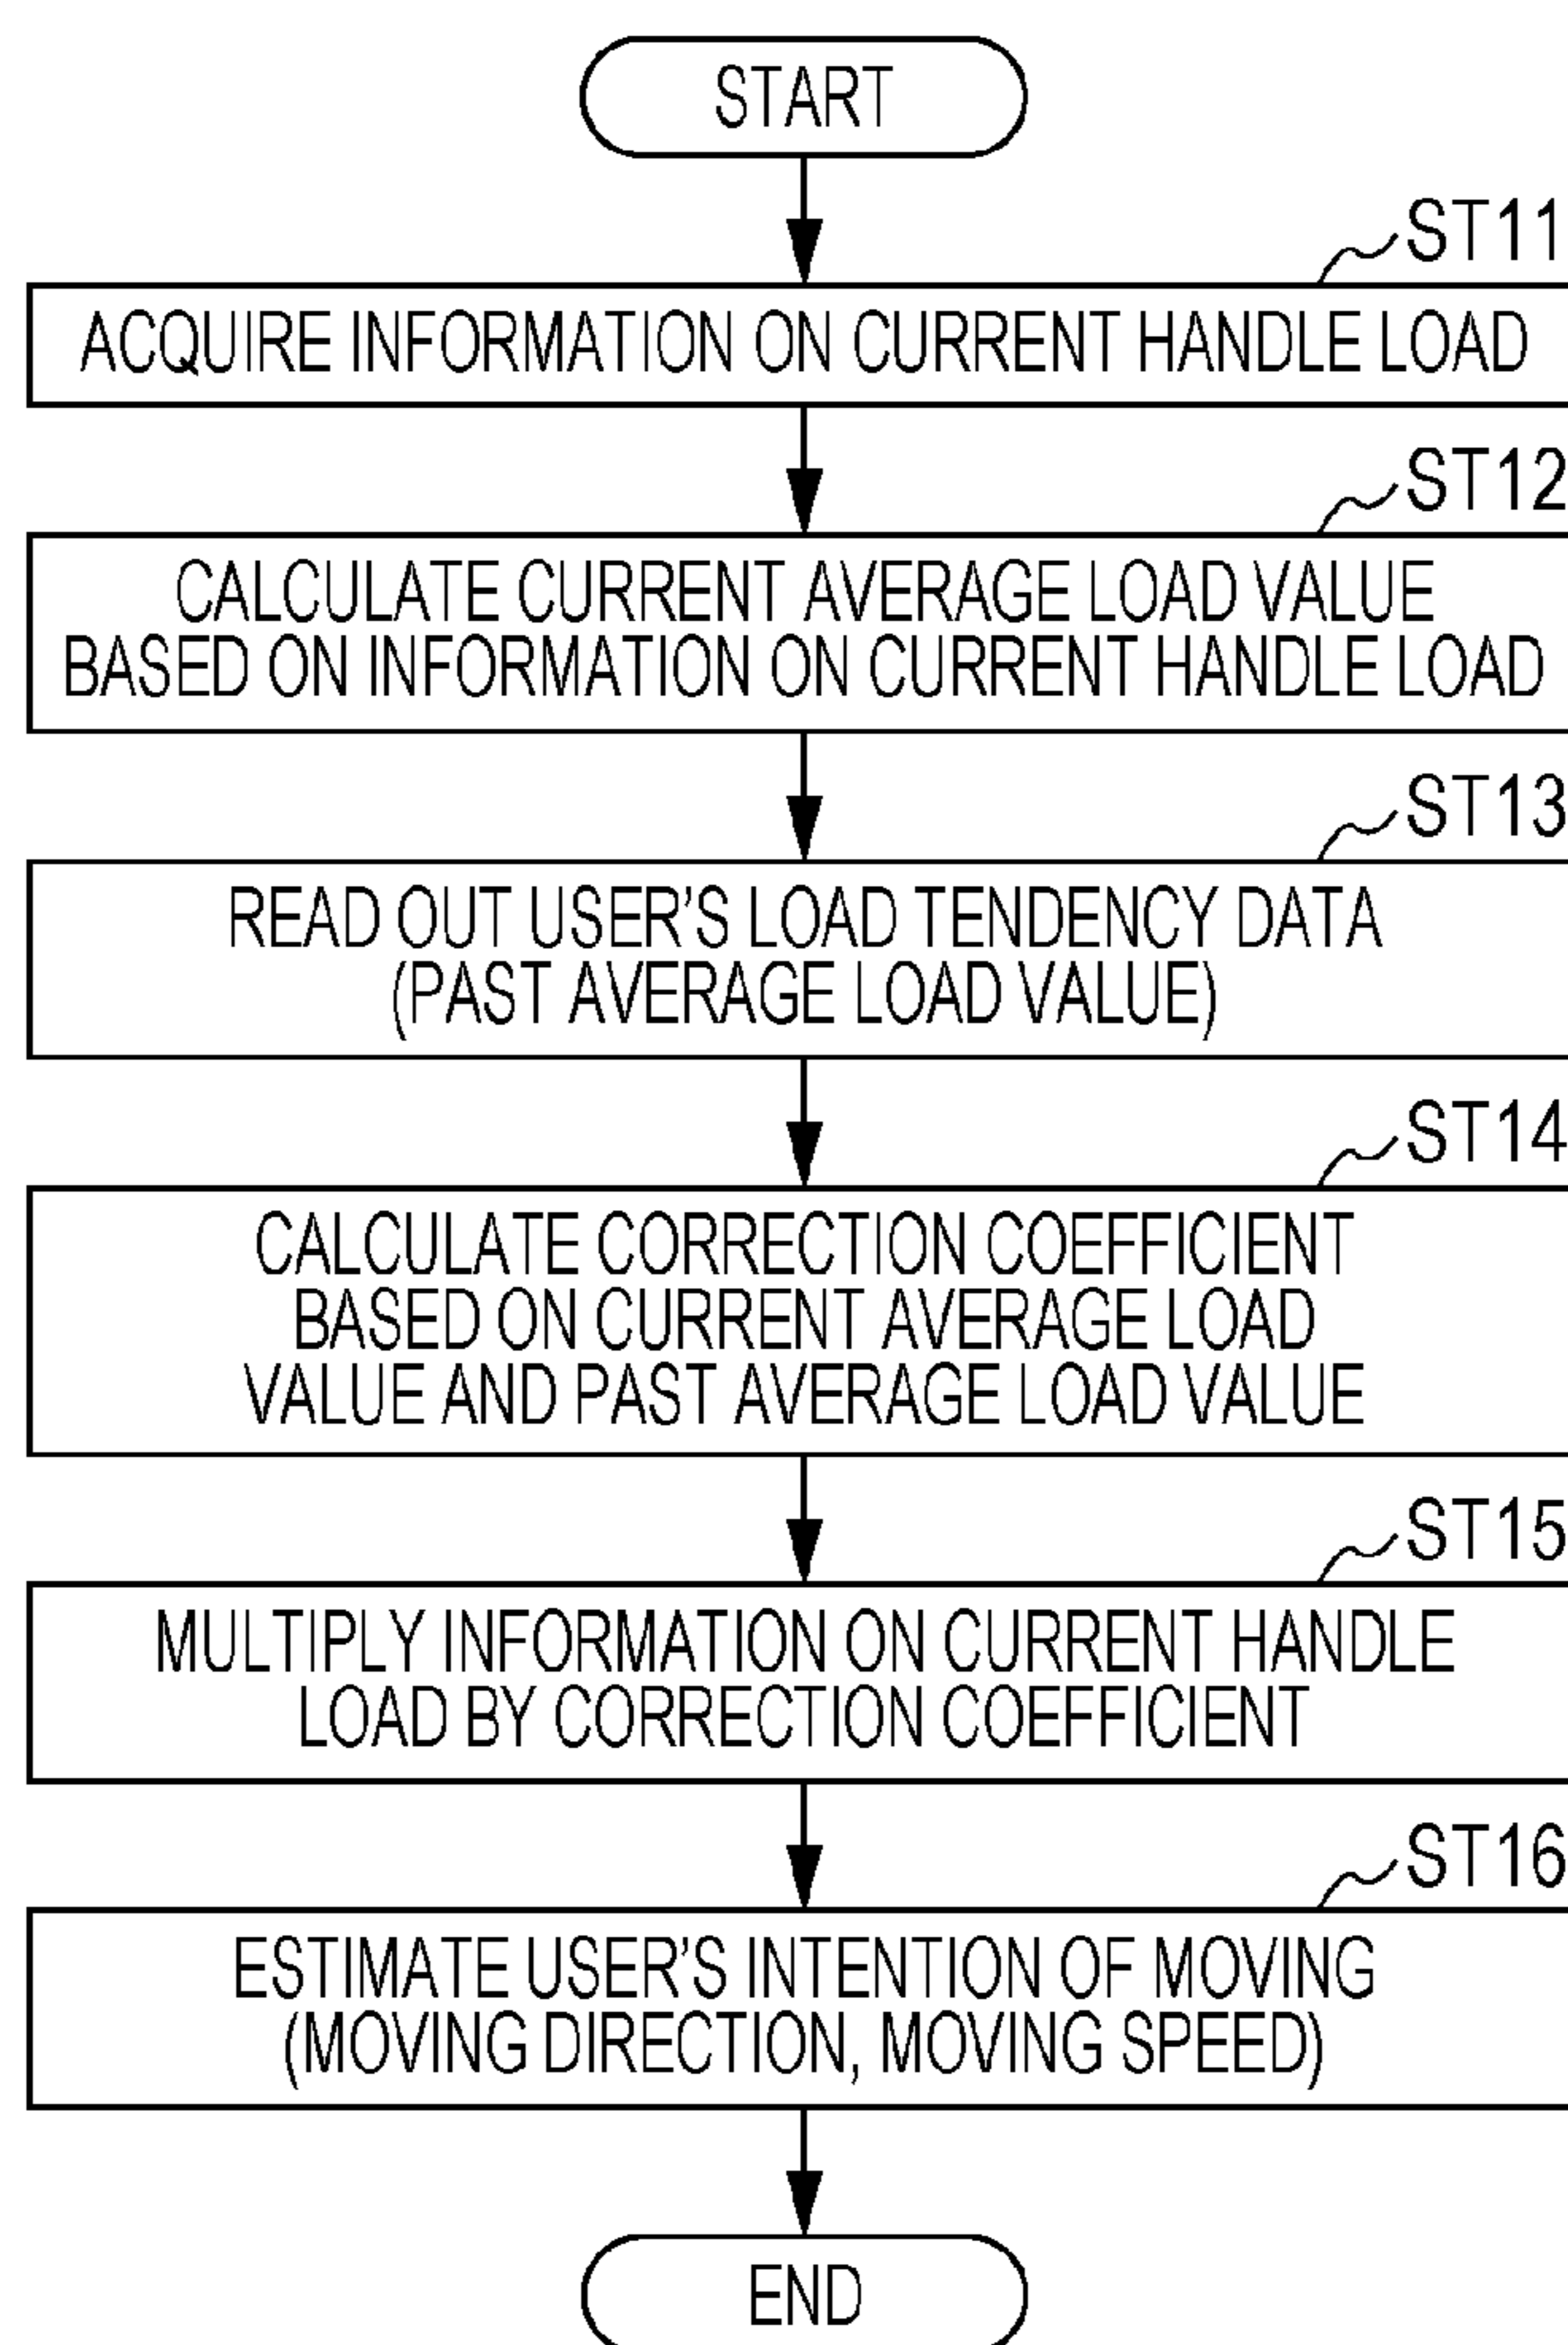 START
ST11
ACQUIRE INFORMATION ON CURRENT HANDLE LOAD
ST12
CALCULATE CURRENT AVERAGE LOAD VALUE
BASED ON INFORMATION ON CURRENT HANDLE LOAD
ST13
READ OUT USER'S LOAD TENDENCY DATA
(PAST AVERAGE LOAD VALUE)
ST14
CALCULATE CORRECTION COEFFICIENT
BASED ON CURRENT AVERAGE LOAD
VALUE AND PAST AVERAGE LOAD VALUE
ST15
MULTIPLY INFORMATION ON CURRENT HANDLE
LOAD BY CORRECTION COEFFICIENT
ST16
ESTIMATE USER'S INTENTION OF MOVING
(MOVING DIRECTION, MOVING SPEED)
END